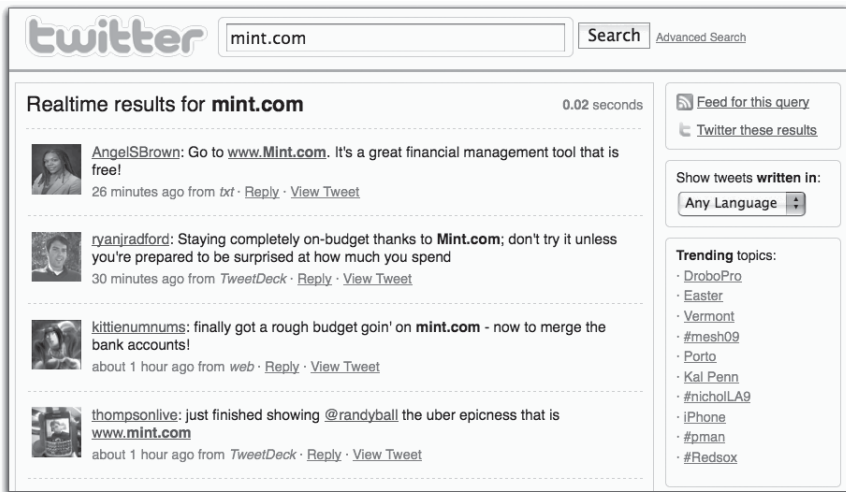 twitter mint.com Search Advanced Search
Realtime results for mint.com 0.02 seconds
AngelSBrown: Go to www.Mint.com. It's a great financial management tool that is
free!
26 minutes ago from txt · Reply · View Tweet
ryanjradford: Staying completely on-budget thanks to Mint.com; don't try it unless
you're prepared to be surprised at how much you spend
30 minutes ago from TweetDeck · Reply · View Tweet
kittienumnums: finally got a rough budget goin' on mint.com - now to merge the
bank accounts!
about 1 hour ago from web · Reply · View Tweet
thompsonlive: just finished showing @randyball the uber epicness that is
www.mint.com
about 1 hour ago from TweetDeck · Reply · View Tweet
Feed for this query
Twitter these results
Show tweets written in:
Any Language
Trending topics:
· DroboPro
· Easter
· Vermont
· #mesh09
· Porto
· Kal Penn
· #nicholLA9
· iPhone
· #pman
· #Redsox